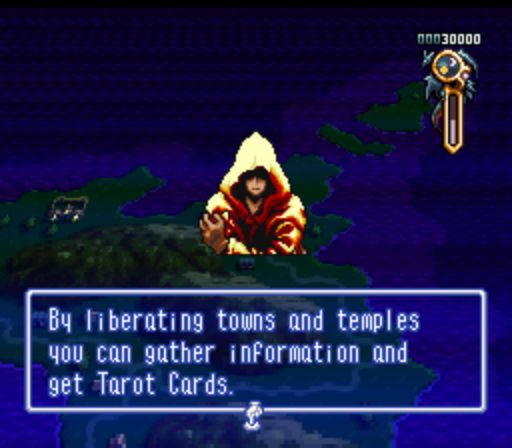 00030000
By liberating towns and temples
you can gather information and
get Tarot Cards.